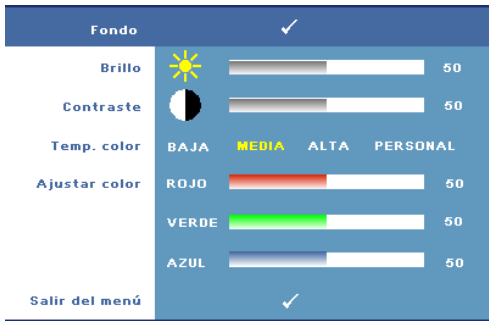 Fondo
Brillo 50
Contraste 50
Temp. color BAJA MEDIA ALTA PERSONAL
Ajustar color ROJO 50
VERDE 50
AZUL 50
Salir del menú